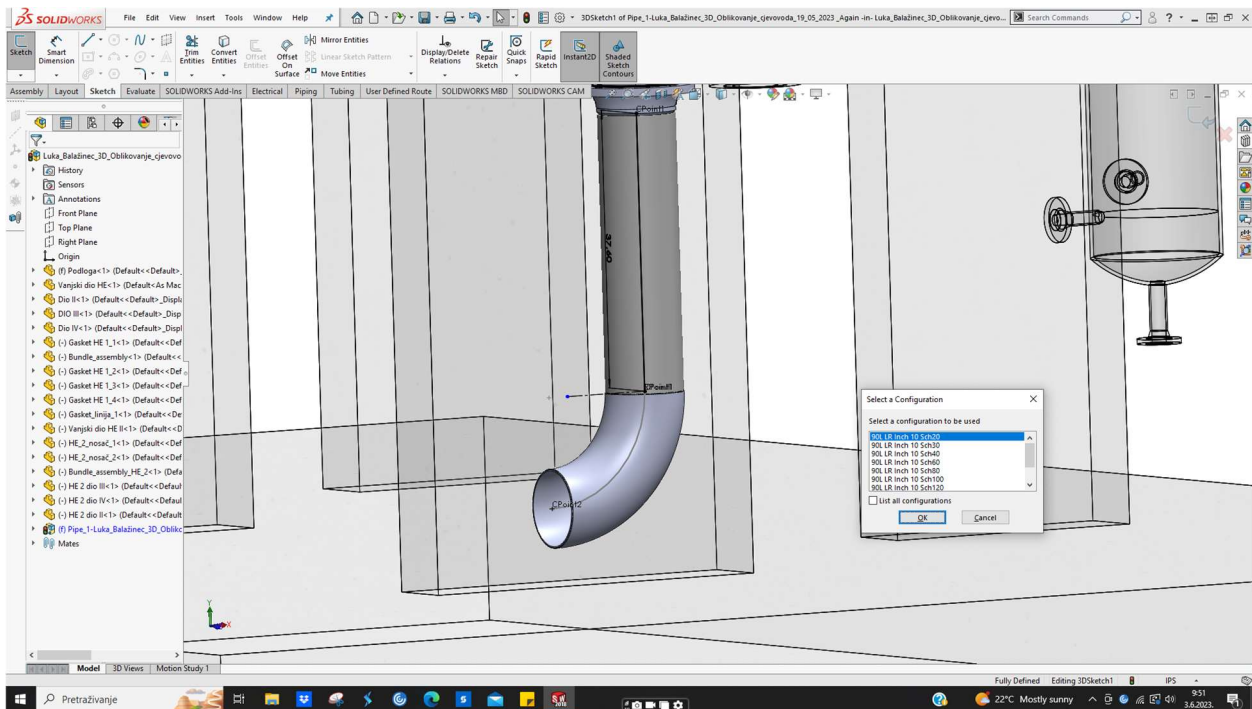 SOLIDWORKS File Edit View Insert Tools Window Help 3DSketch1 of Pipe_1-Luka_Balažinec_3D_Oblikovanje_cjevovoda_19_05_2023 _Again -in- Luka_Balažinec_3D_Oblikovanje_cjevo... Search Commands
Sketch
Smart Dimension
Trim Entities
Convert Entities
Offset Entities
Offset On Surface
Mirror Entities
Linear Sketch Pattern
Move Entities
Display/Delete Relations
Repair Sketch
Quick Snaps
Rapid Sketch
Instant2D
Shaded Sketch Contours
Assembly Layout Sketch Evaluate SOLIDWORKS Add-Ins Electrical Piping Tubing User Defined Route SOLIDWORKS MBD SOLIDWORKS CAM
Luka_Balažinec_3D_Oblikovanje_cjevovo
History
Sensors
Annotations
Front Plane
Top Plane
Right Plane
Origin
(f) Podloga<1> (Default<<Default>_
Vanjski dio HE<1> (Default<As Mac
Dio II<1> (Default<<Default>_Displa
DIO III<1> (Default<<Default>_Disp
Dio IV<1> (Default<<Default>_Displ
(-) Gasket HE 1_1<1> (Default<<Def
(-) Bundle_assembly<1> (Default<<
(-) Gasket HE 1_2<1> (Default<<Def
(-) Gasket HE 1_3<1> (Default<<Def
(-) Gasket HE 1_4<1> (Default<<Def
(-) Gasket_linija_1<1> (Default<<De
(-) Vanjski dio HE II<1> (Default<<D
(-) HE_2_nosač_1<1> (Default<<Def
(-) HE_2_nosač_2<1> (Default<<Def
(-) Bundle_assembly_HE_2<1> (Defa
(-) HE 2 dio III<1> (Default<<Defaul
(-) HE 2 dio IV<1> (Default<<Defaul
(-) HE 2 dio II<1> (Default<<Default
(f) Pipe_1-Luka_Balažinec_3D_Obliko
Mates
CPoint1
37.60
CPoint2
Y
X
Select a Configuration
Select a configuration to be used
90L LR Inch 10 Sch20
90L LR Inch 10 Sch30
90L LR Inch 10 Sch40
90L LR Inch 10 Sch60
90L LR Inch 10 Sch80
90L LR Inch 10 Sch100
90L LR Inch 10 Sch120
List all configurations
OK Cancel
Model 3D Views Motion Study 1
Fully Defined Editing 3DSketch1 IPS
Pretraživanje
22°C Mostly sunny
9:51
3.6.2023.